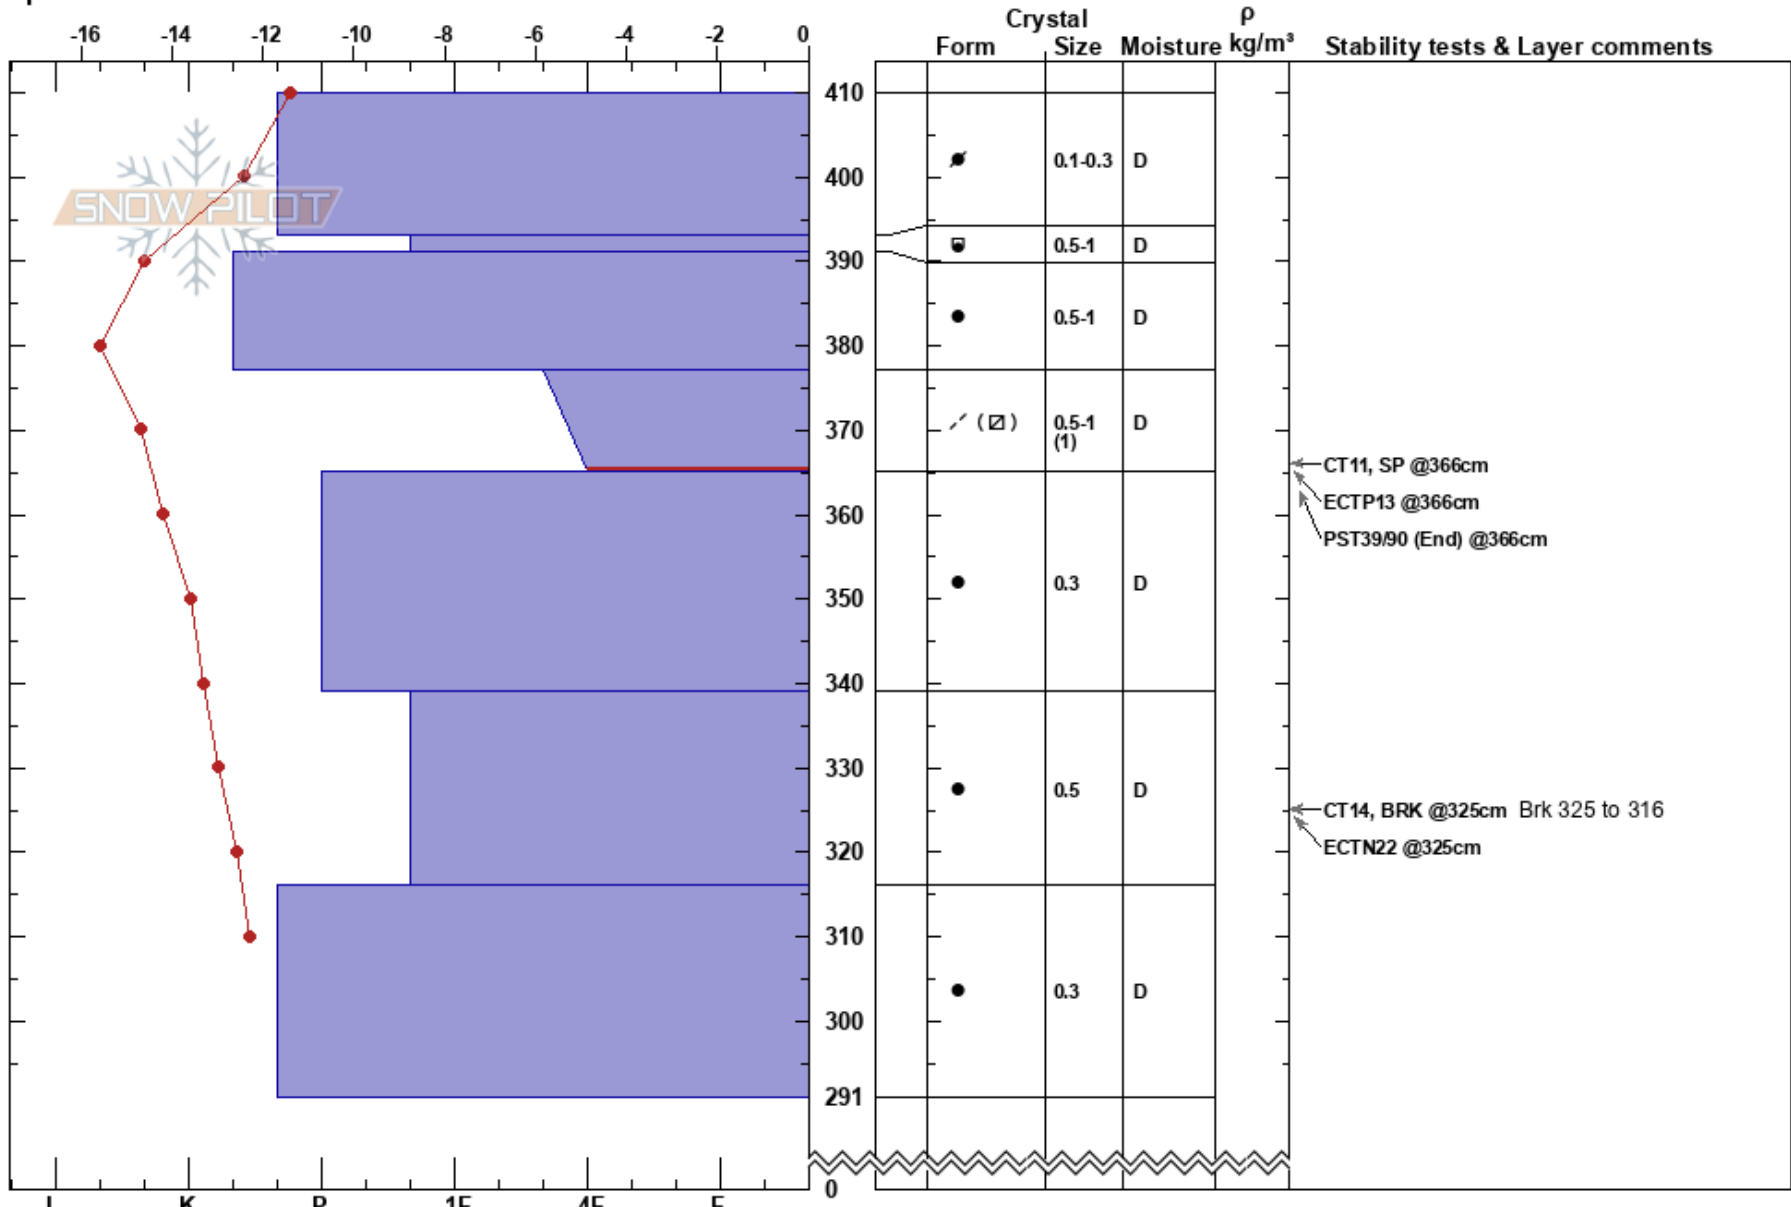 Crystal ρ
-16 -14 -12 -10 -8 -6 -4 -2 0 Form Size Moisture kg/m³ Stability tests & Layer comments
410
SNOW PILOT
0.1-0.3 D
400
0.5-1 D
390
0.5-1 D
380
370 0.5-1 D
(1)
CT11, SP @366cm
ECTP13 @366cm
360
PST39/90 (End) @366cm
0.3 D
350
340
330
0.5 D
CT14, BRK @325cm Brk 325 to 316
ECTN22 @325cm
320
310
0.3 D
300
291
0
I K P 1F 4F F